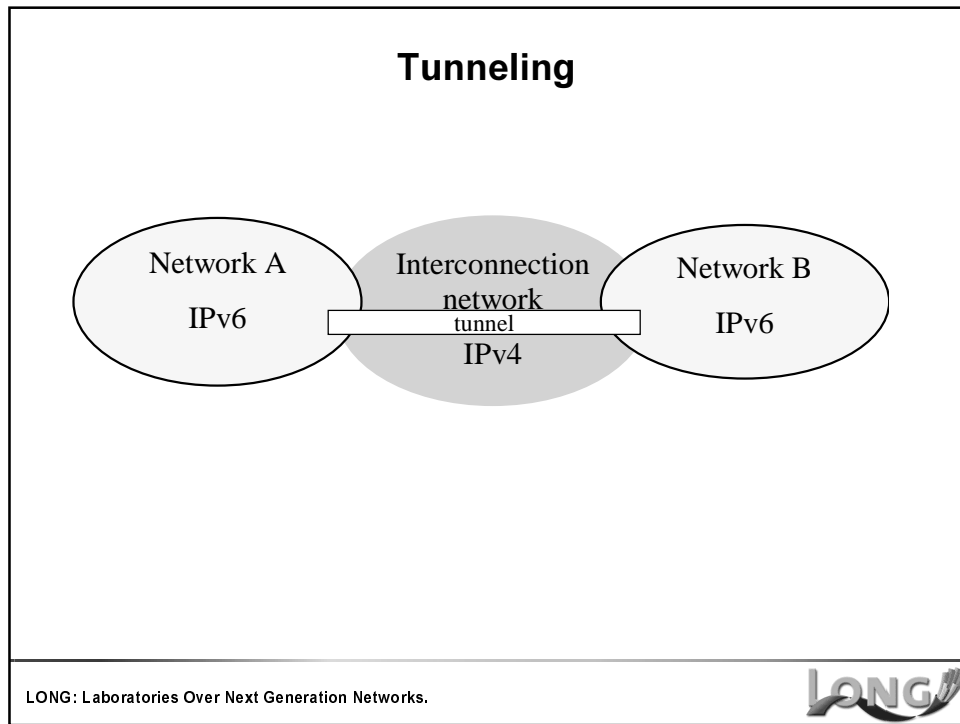 Tunneling
Network A
IPv6
Interconnection
network
tunnel
IPv4
Network B
IPv6
LONG: Laboratories Over Next Generation Networks.
LONG